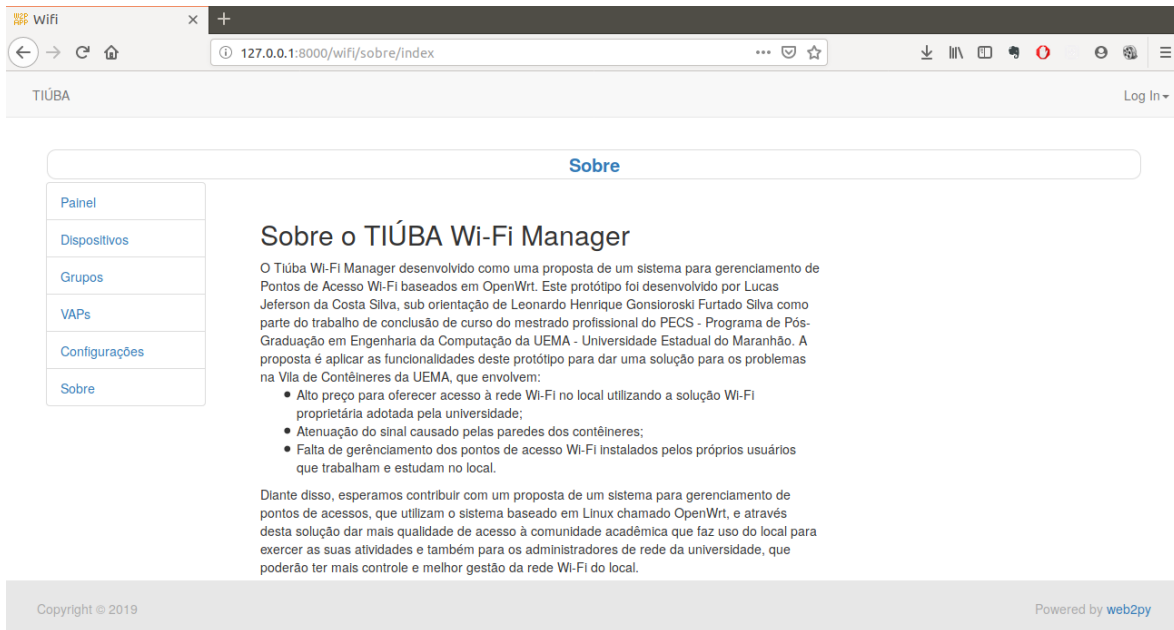 Wifi
127.0.0.1:8000/wifi/sobre/index
TIÚBA
Log In
Sobre
Painel
Dispositivos
Grupos
VAPs
Configurações
Sobre
Sobre o TIÚBA Wi-Fi Manager
O Tiúba Wi-Fi Manager desenvolvido como uma proposta de um sistema para gerenciamento de
Pontos de Acesso Wi-Fi baseados em OpenWrt. Este protótipo foi desenvolvido por Lucas
Jeferson da Costa Silva, sub orientação de Leonardo Henrique Gonsioroski Furtado Silva como
parte do trabalho de conclusão de curso do mestrado profissional do PECS - Programa de Pós-
Graduação em Engenharia da Computação da UEMA - Universidade Estadual do Maranhão. A
proposta é aplicar as funcionalidades deste protótipo para dar uma solução para os problemas
na Vila de Contêineres da UEMA, que envolvem:
• Alto preço para oferecer acesso à rede Wi-Fi no local utilizando a solução Wi-Fi
proprietária adotada pela universidade;
• Atenuação do sinal causado pelas paredes dos contêineres;
• Falta de gerênciamento dos pontos de acesso Wi-Fi instalados pelos próprios usuários
que trabalham e estudam no local.
Diante disso, esperamos contribuir com um proposta de um sistema para gerenciamento de
pontos de acessos, que utilizam o sistema baseado em Linux chamado OpenWrt, e através
desta solução dar mais qualidade de acesso à comunidade acadêmica que faz uso do local para
exercer as suas atividades e também para os administradores de rede da universidade, que
poderão ter mais controle e melhor gestão da rede Wi-Fi do local.
Copyright © 2019
Powered by web2py